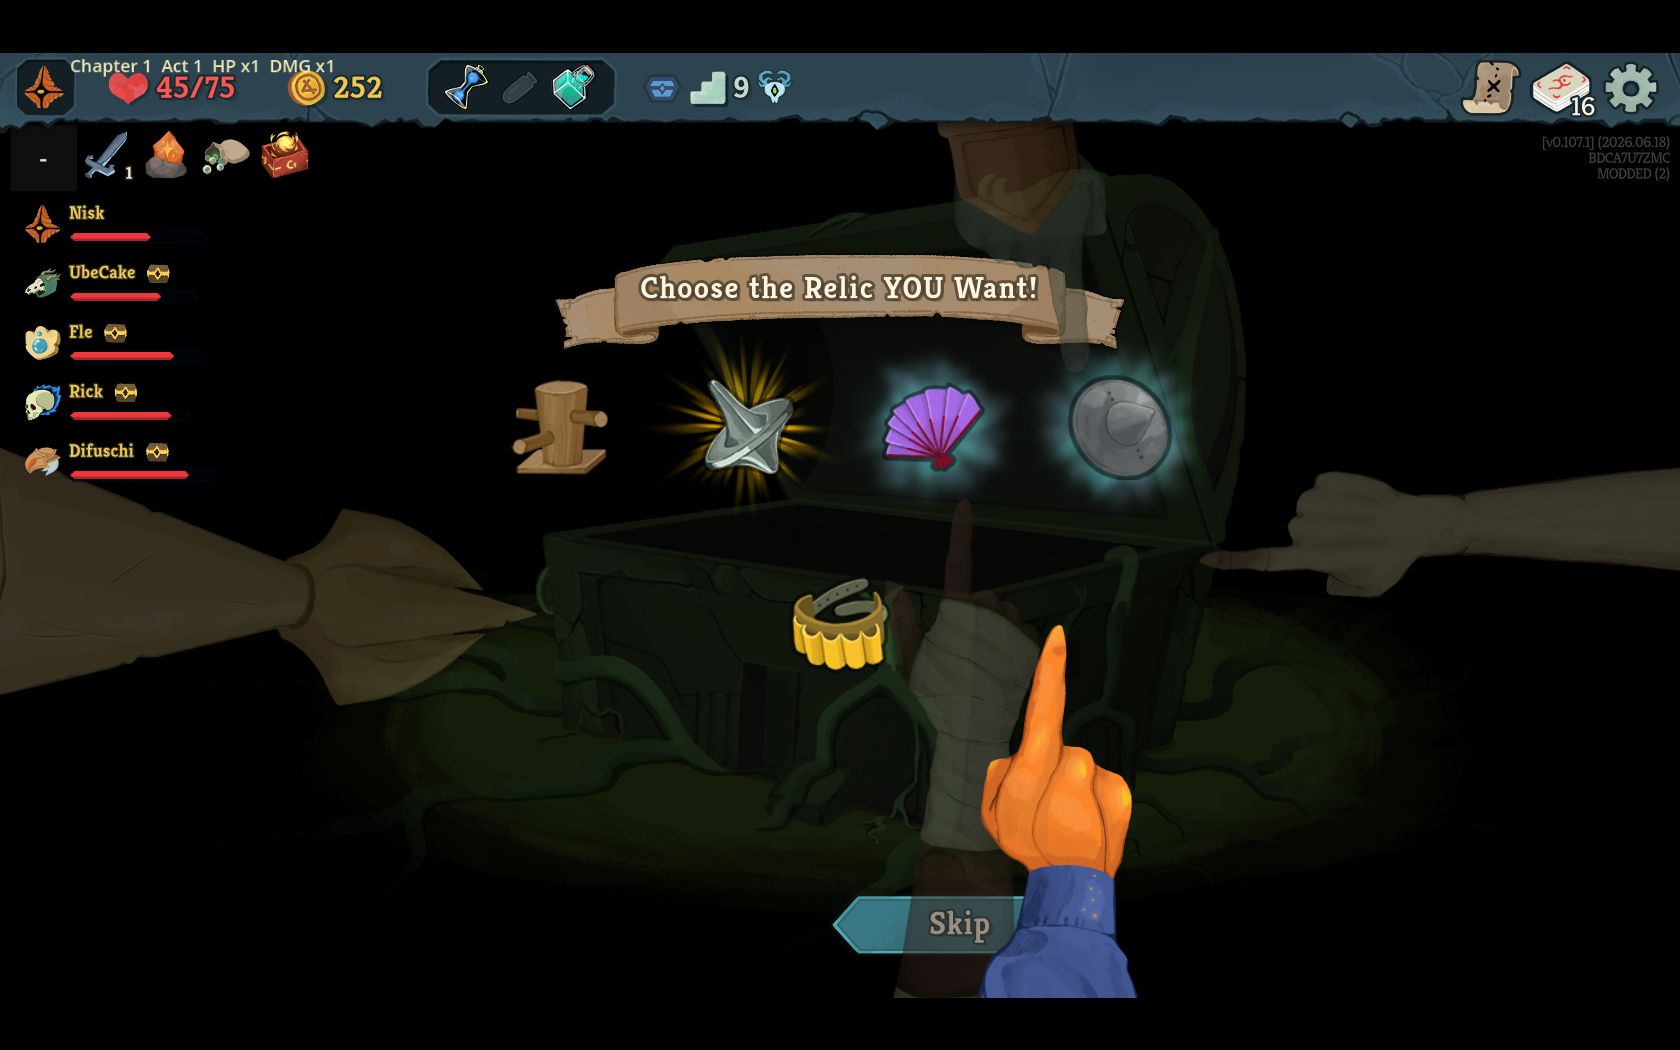 Chapter 1 Act 1 HP x1 DMG x1
45/75
252
9
16
-
1
[v0.107.1] (2026.06.18)
BDCA7U7ZMC
MODDED (2)
Nisk
UbeCake
Fle
Rick
Difuschi
Choose the Relic YOU Want!
Skip